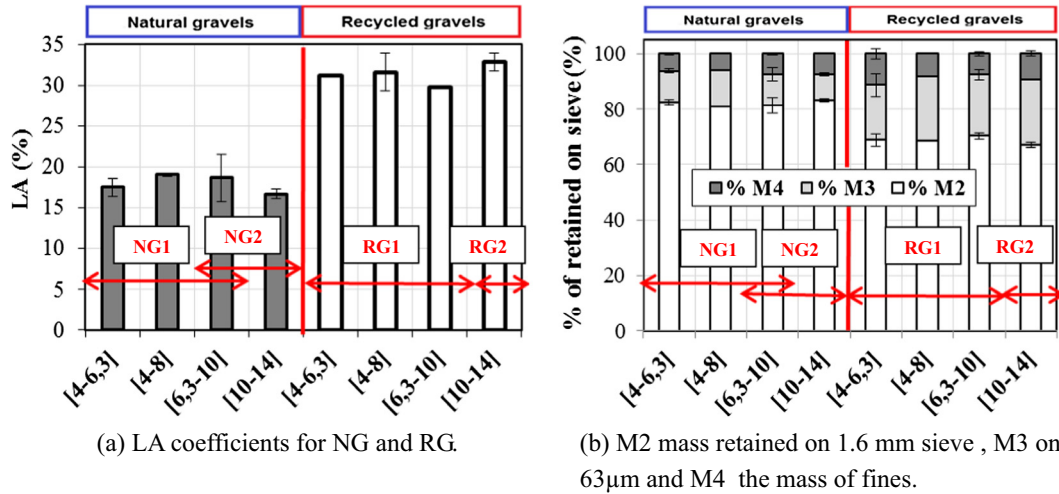 Natural gravels Recycled gravels
35
30
25
20
15
10
5
0
LA (%)
NG1 NG2 RG1 RG2
[4-6,3] [4-8] [6,3-10] [10-14] [4-6,3] [4-8] [6,3-10] [10-14]
(a) LA coefficients for NG and RG.
Natural gravels Recycled gravels
100
80
60
40
20
0
% of retained on sieve (%)
% M4 % M3 % M2
NG1 NG2 RG1 RG2
[4-6,3] [4-8] [6,3-10] [10-14] [4-6,3] [4-8] [6,3-10] [10-14]
(b) M2 mass retained on 1.6 mm sieve , M3 on
63µm and M4 the mass of fines.